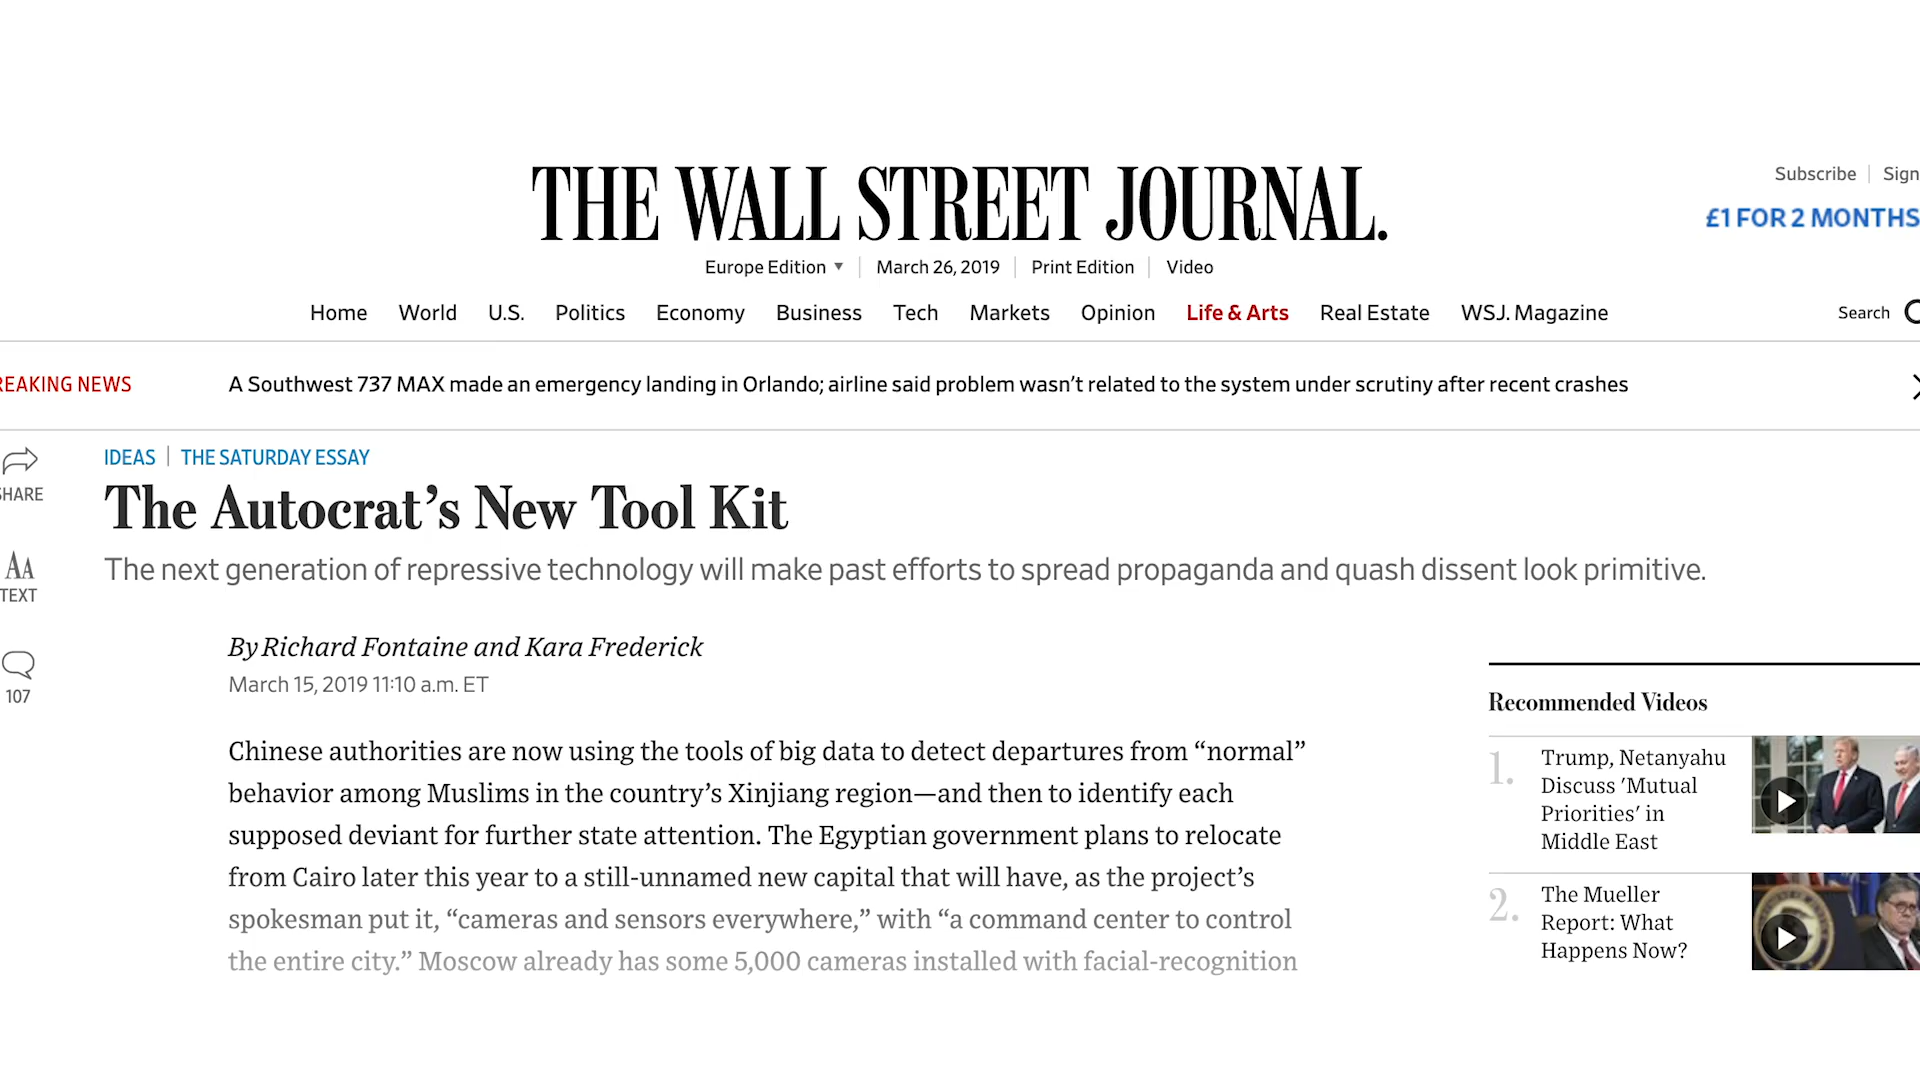 THE WALL STREET JOURNAL.
Subscribe Sign
£1 FOR 2 MONTHS
Europe Edition March 26, 2019 Print Edition Video
Home World U.S. Politics Economy Business Tech Markets Opinion Life & Arts Real Estate WSJ. Magazine Search
REAKING NEWS A Southwest 737 MAX made an emergency landing in Orlando; airline said problem wasn't related to the system under scrutiny after recent crashes
IDEAS THE SATURDAY ESSAY
SHARE
The Autocrat's New Tool Kit
The next generation of repressive technology will make past efforts to spread propaganda and quash dissent look primitive.
AA
TEXT
107
By Richard Fontaine and Kara Frederick
March 15, 2019 11:10 a.m. ET
Chinese authorities are now using the tools of big data to detect departures from “normal”
behavior among Muslims in the country's Xinjiang region—and then to identify each
supposed deviant for further state attention. The Egyptian government plans to relocate
from Cairo later this year to a still-unnamed new capital that will have, as the project's
spokesman put it, “cameras and sensors everywhere,” with “a command center to control
the entire city.” Moscow already has some 5,000 cameras installed with facial-recognition
Recommended Videos
1.
Trump, Netanyahu
Discuss 'Mutual
Priorities' in
Middle East
2.
The Mueller
Report: What
Happens Now?